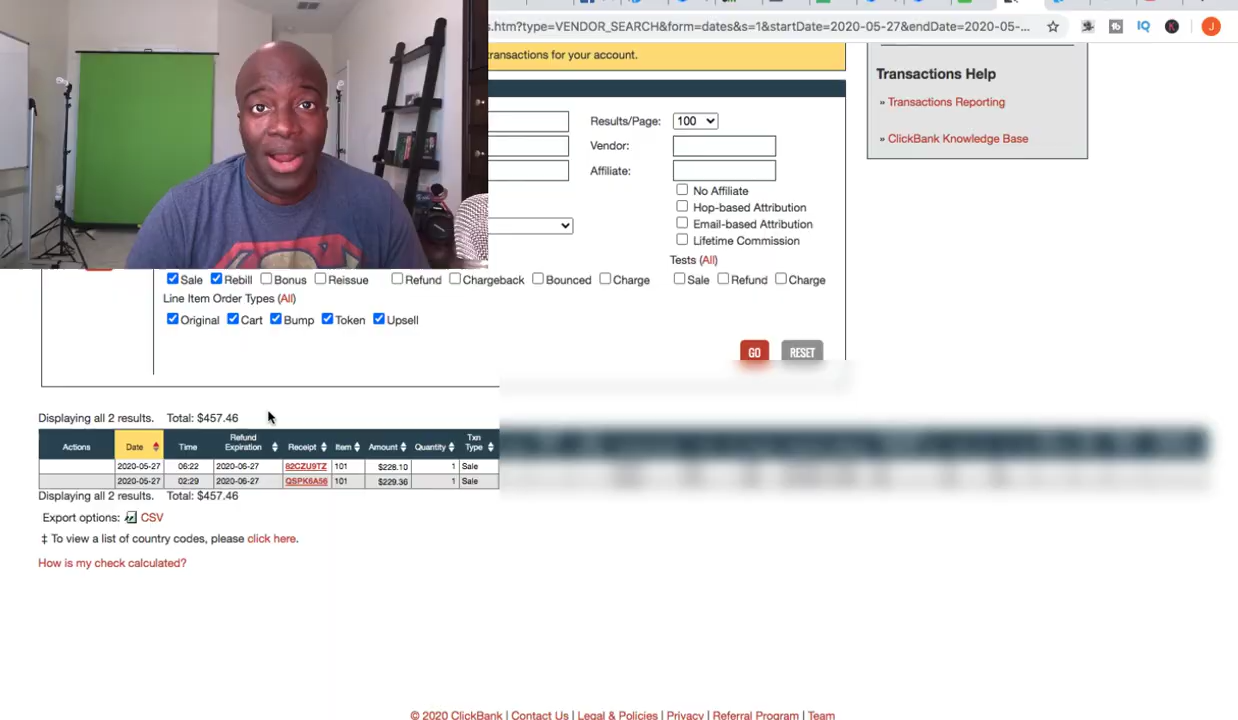 s.htm?type=VENDOR_SEARCH&form=dates&s=1&startDate=2020-05-27&endDate=2020-05-...
transactions for your account.
Transactions Help
» Transactions Reporting
» ClickBank Knowledge Base
Results/Page: 100
Vendor:
Affiliate:
No Affiliate
Hop-based Attribution
Email-based Attribution
Lifetime Commission
Tests (All)
Sale Rebill Bonus Reissue Refund Chargeback Bounced Charge Sale Refund Charge
Line Item Order Types (All)
Original Cart Bump Token Upsell
GO RESET
Displaying all 2 results. Total: $457.46
Actions Date Time Refund Expiration Receipt Item Amount Quantity Txn Type
2020-05-27 06:22 2020-06-27 82CZU9TZ 101 $228.10 1 Sale
2020-05-27 02:29 2020-06-27 QSPK6A56 101 $229.36 1 Sale
Displaying all 2 results. Total: $457.46
Export options: CSV
‡ To view a list of country codes, please click here.
How is my check calculated?
© 2020 ClickBank | Contact Us | Legal & Policies | Privacy | Referral Program | Team